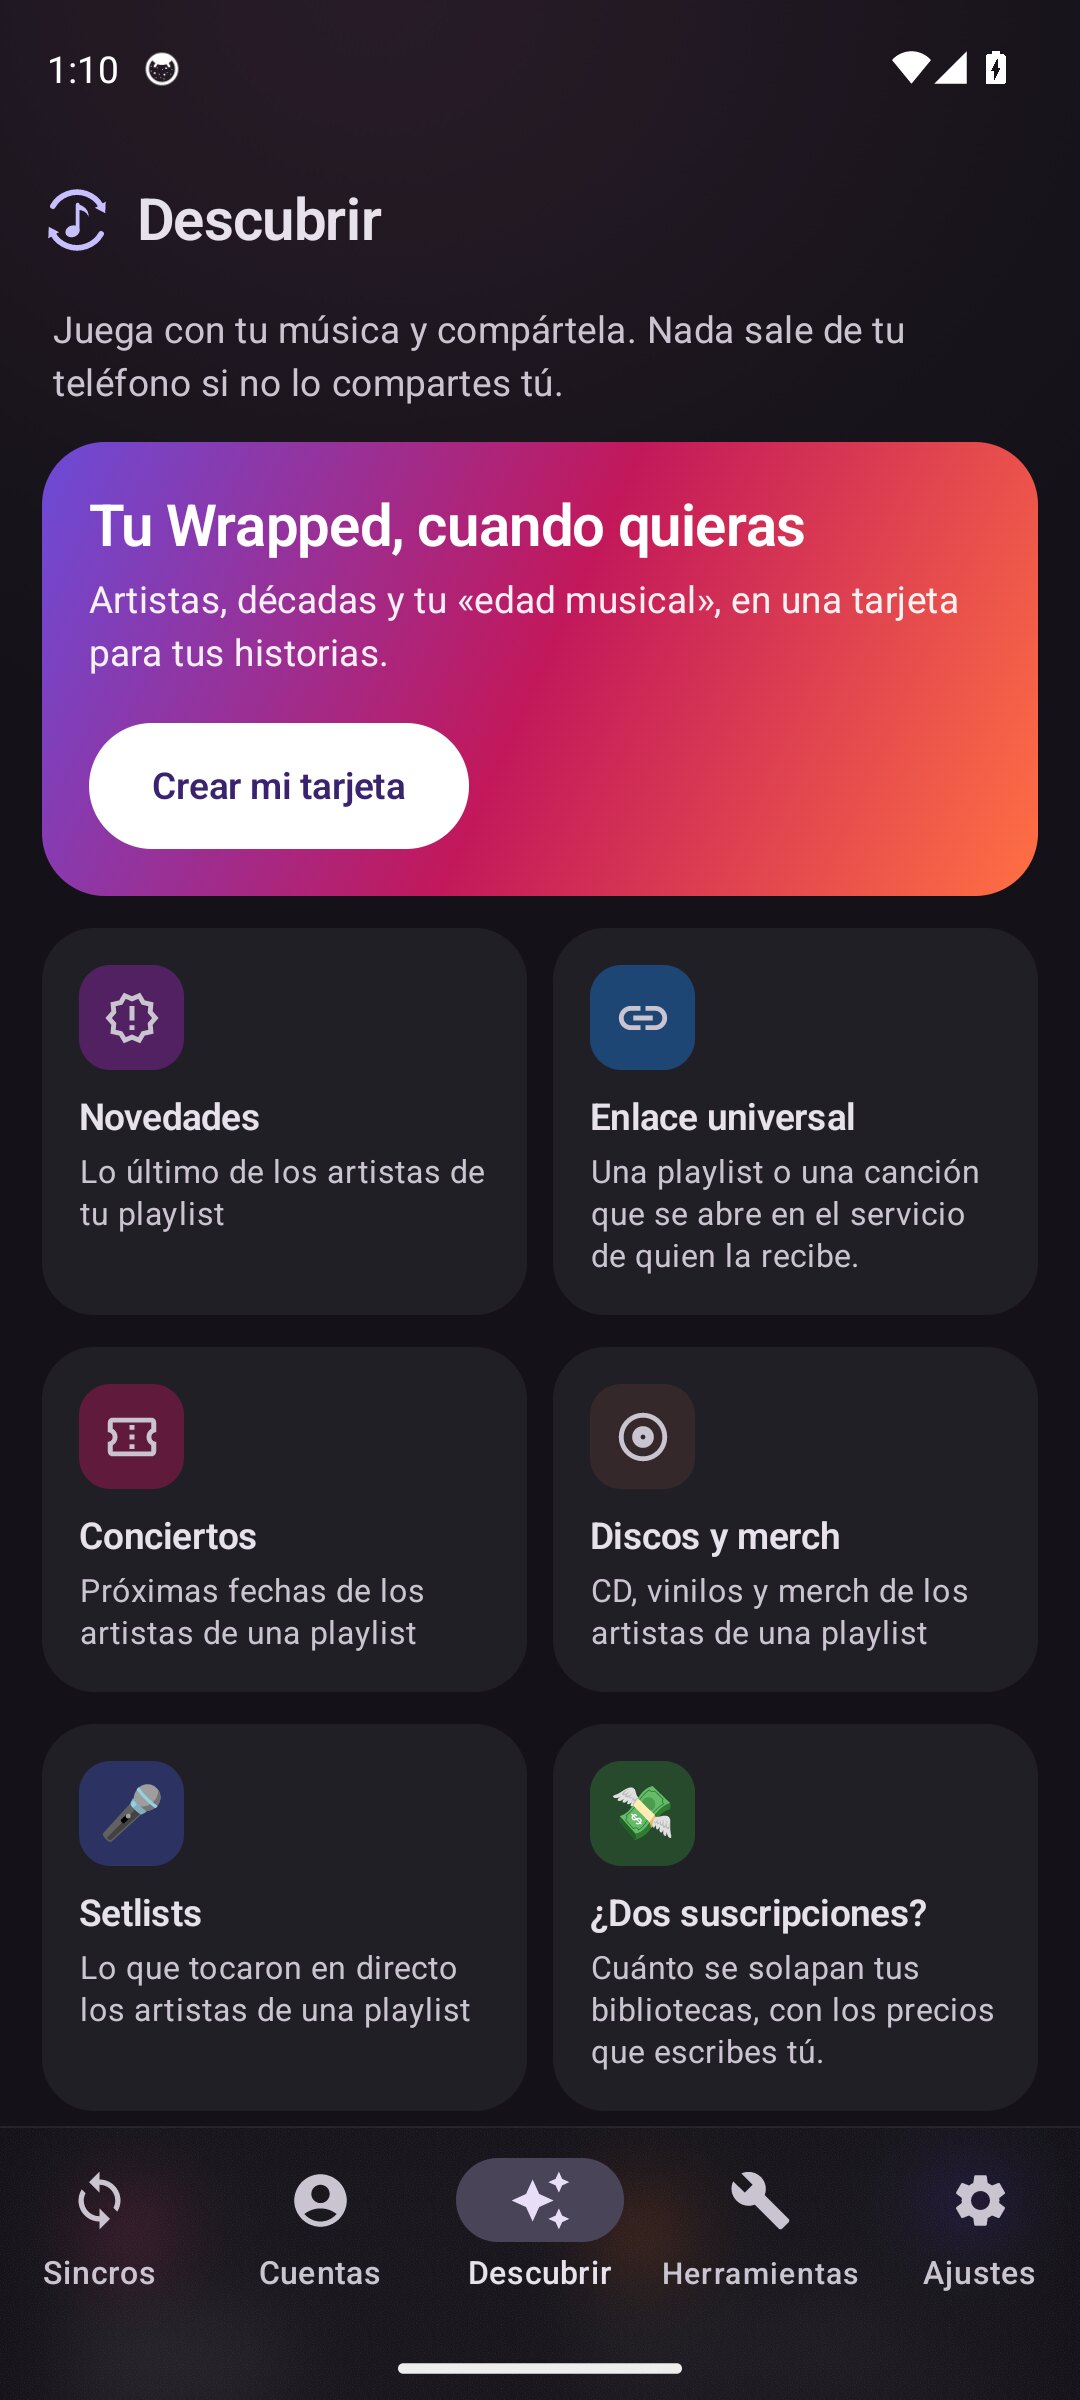 1:10
Descubrir
Juega con tu música y compártela. Nada sale de tu
teléfono si no lo compartes tú.
Tu Wrapped, cuando quieras
Artistas, décadas y tu «edad musical», en una tarjeta
para tus historias.
Crear mi tarjeta
Novedades
Lo último de los artistas de
tu playlist
Enlace universal
Una playlist o una canción
que se abre en el servicio
de quien la recibe.
Conciertos
Próximas fechas de los
artistas de una playlist
Discos y merch
CD, vinilos y merch de los
artistas de una playlist
Setlists
Lo que tocaron en directo
los artistas de una playlist
¿Dos suscripciones?
Cuánto se solapan tus
bibliotecas, con los precios
que escribes tú.
Sincros
Cuentas
Descubrir
Herramientas
Ajustes